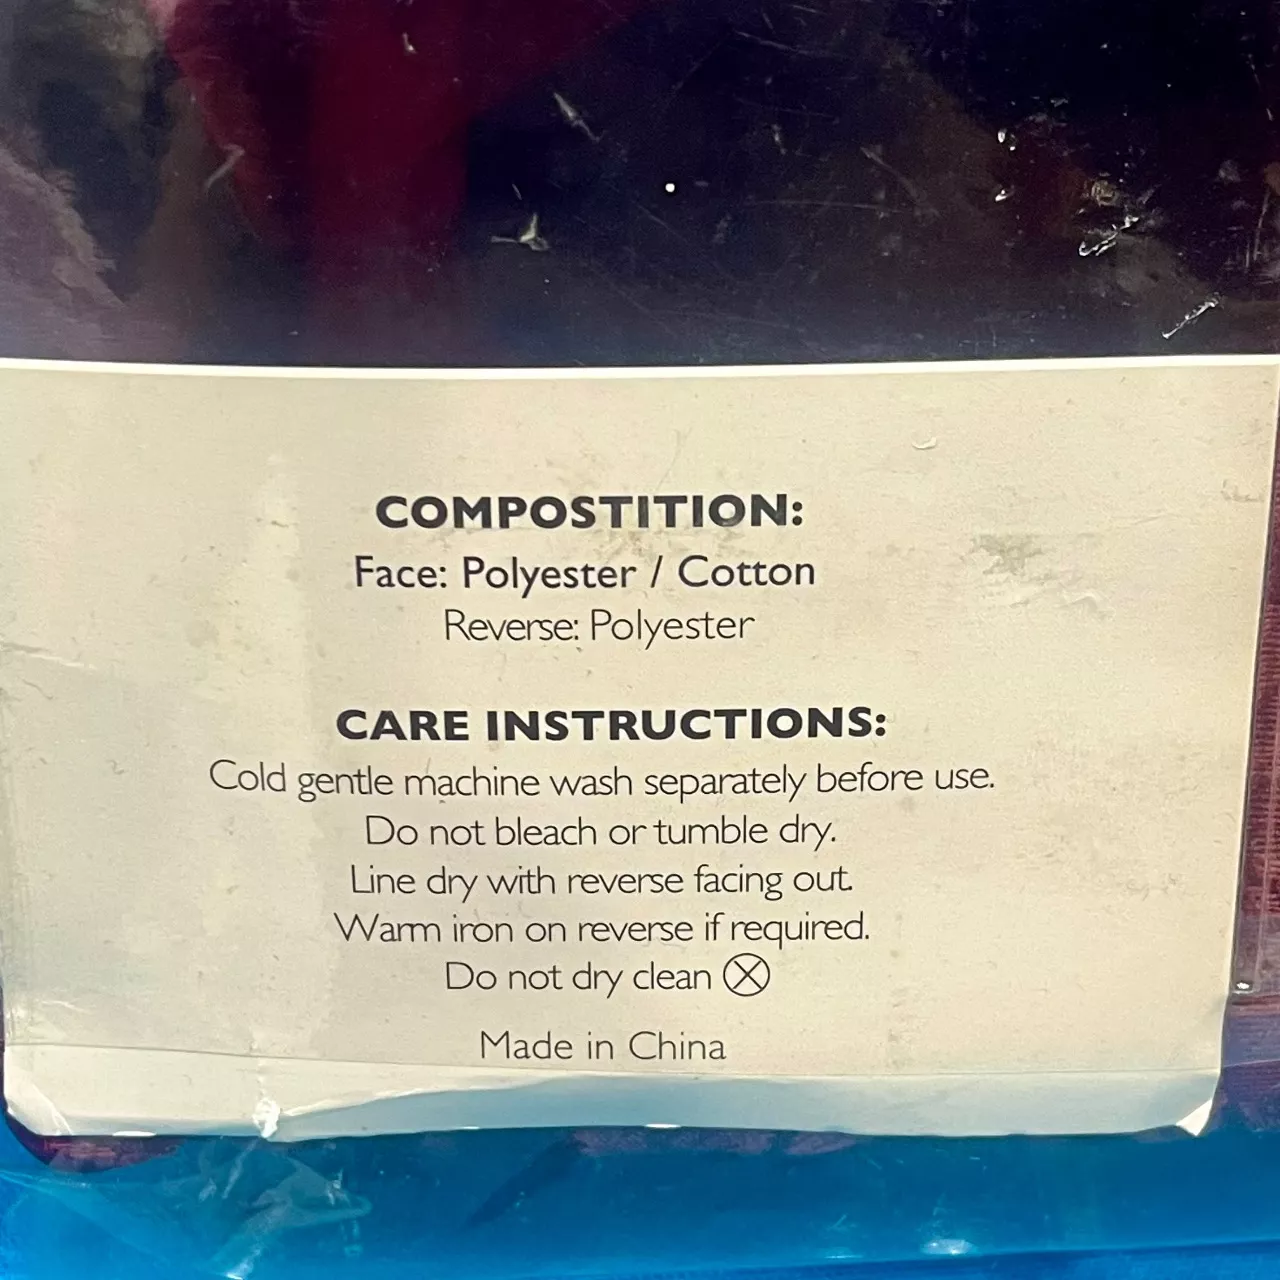 COMPOSTITION:
Face: Polyester / Cotton
Reverse: Polyester
CARE INSTRUCTIONS:
Cold gentle machine wash separately before use.
Do not bleach or tumble dry.
Line dry with reverse facing out.
Warm iron on reverse if required.
Do not dry clean
Made in China